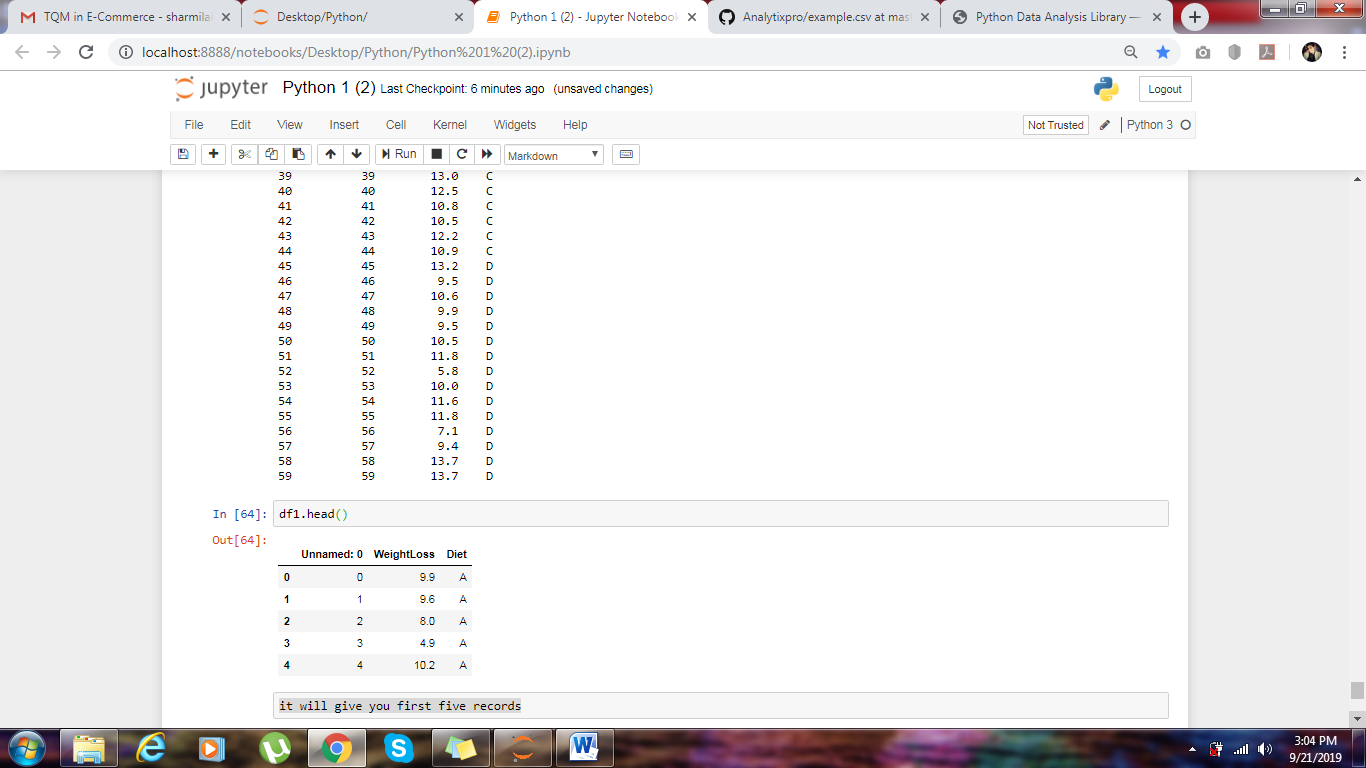 TQM in E-Commerce - sharmila
Desktop/Python/
Python 1 (2) - Jupyter Notebook
Analytixpro/example.csv at mas
Python Data Analysis Library —
localhost:8888/notebooks/Desktop/Python/Python%201%20(2).ipynb
jupyter Python 1 (2) Last Checkpoint: 6 minutes ago (unsaved changes)
Logout
File Edit View Insert Cell Kernel Widgets Help
Not Trusted Python 3
Run Markdown
39 39 13.0 C
40 40 12.5 C
41 41 10.8 C
42 42 10.5 C
43 43 12.2 C
44 44 10.9 C
45 45 13.2 D
46 46 9.5 D
47 47 10.6 D
48 48 9.9 D
49 49 9.5 D
50 50 10.5 D
51 51 11.8 D
52 52 5.8 D
53 53 10.0 D
54 54 11.6 D
55 55 11.8 D
56 56 7.1 D
57 57 9.4 D
58 58 13.7 D
59 59 13.7 D
In [64]: df1.head()
Out[64]:
Unnamed: 0 WeightLoss Diet
0 0 9.9 A
1 1 9.6 A
2 2 8.0 A
3 3 4.9 A
4 4 10.2 A
it will give you first five records
3:04 PM
9/21/2019